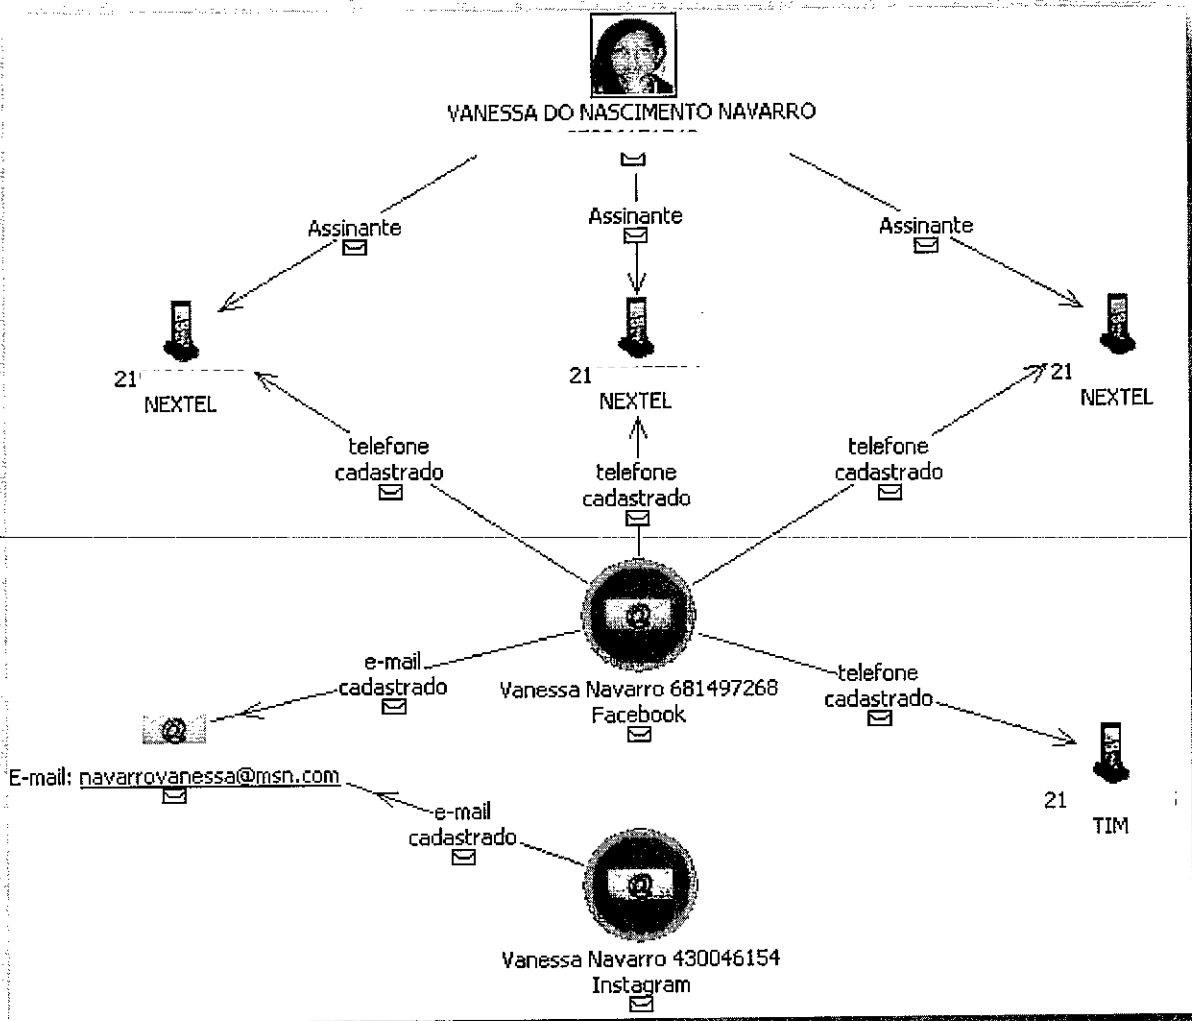 VANESSA DO NASCIMENTO NAVARRO
Assinante
Assinante
Assinante
21
NEXTEL
21
NEXTEL
21
NEXTEL
telefone
cadastrado
telefone
cadastrado
telefone
cadastrado
@
Vanessa Navarro 681497268
Facebook
e-mail
cadastrado
telefone
cadastrado
@
E-mail: navarrovanessa@msn.com
21
TIM
e-mail
cadastrado
@
Vanessa Navarro 430046154
Instagram